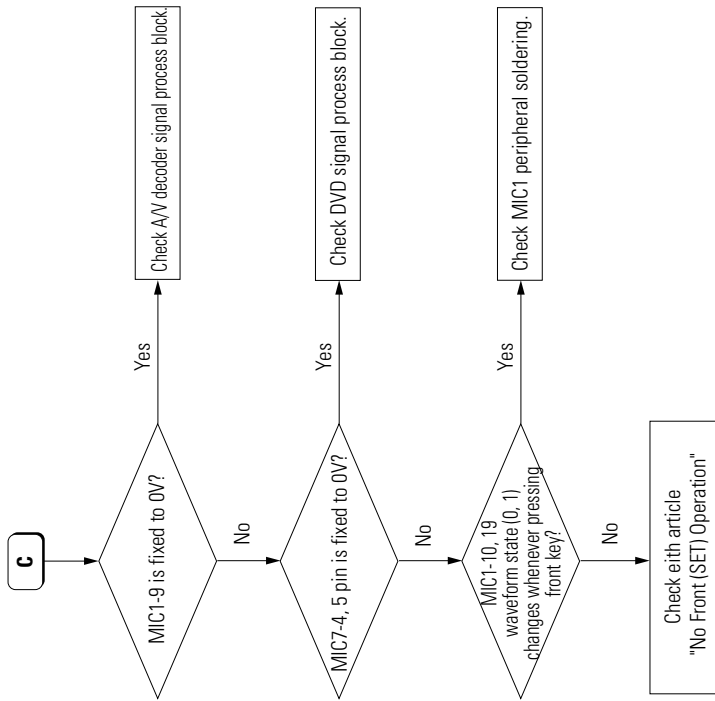 C
MIC1-9 is fixed to 0V?
Yes
Check A/V decoder signal process block.
No
MIC7-4, 5 pin is fixed to 0V?
Yes
Check DVD signal process block.
No
MIC1-10, 19
waveform state (0, 1)
changes whenever pressing
front key?
Yes
Check MIC1 peripheral soldering.
No
Check eith article
"No Front (SET) Operation"